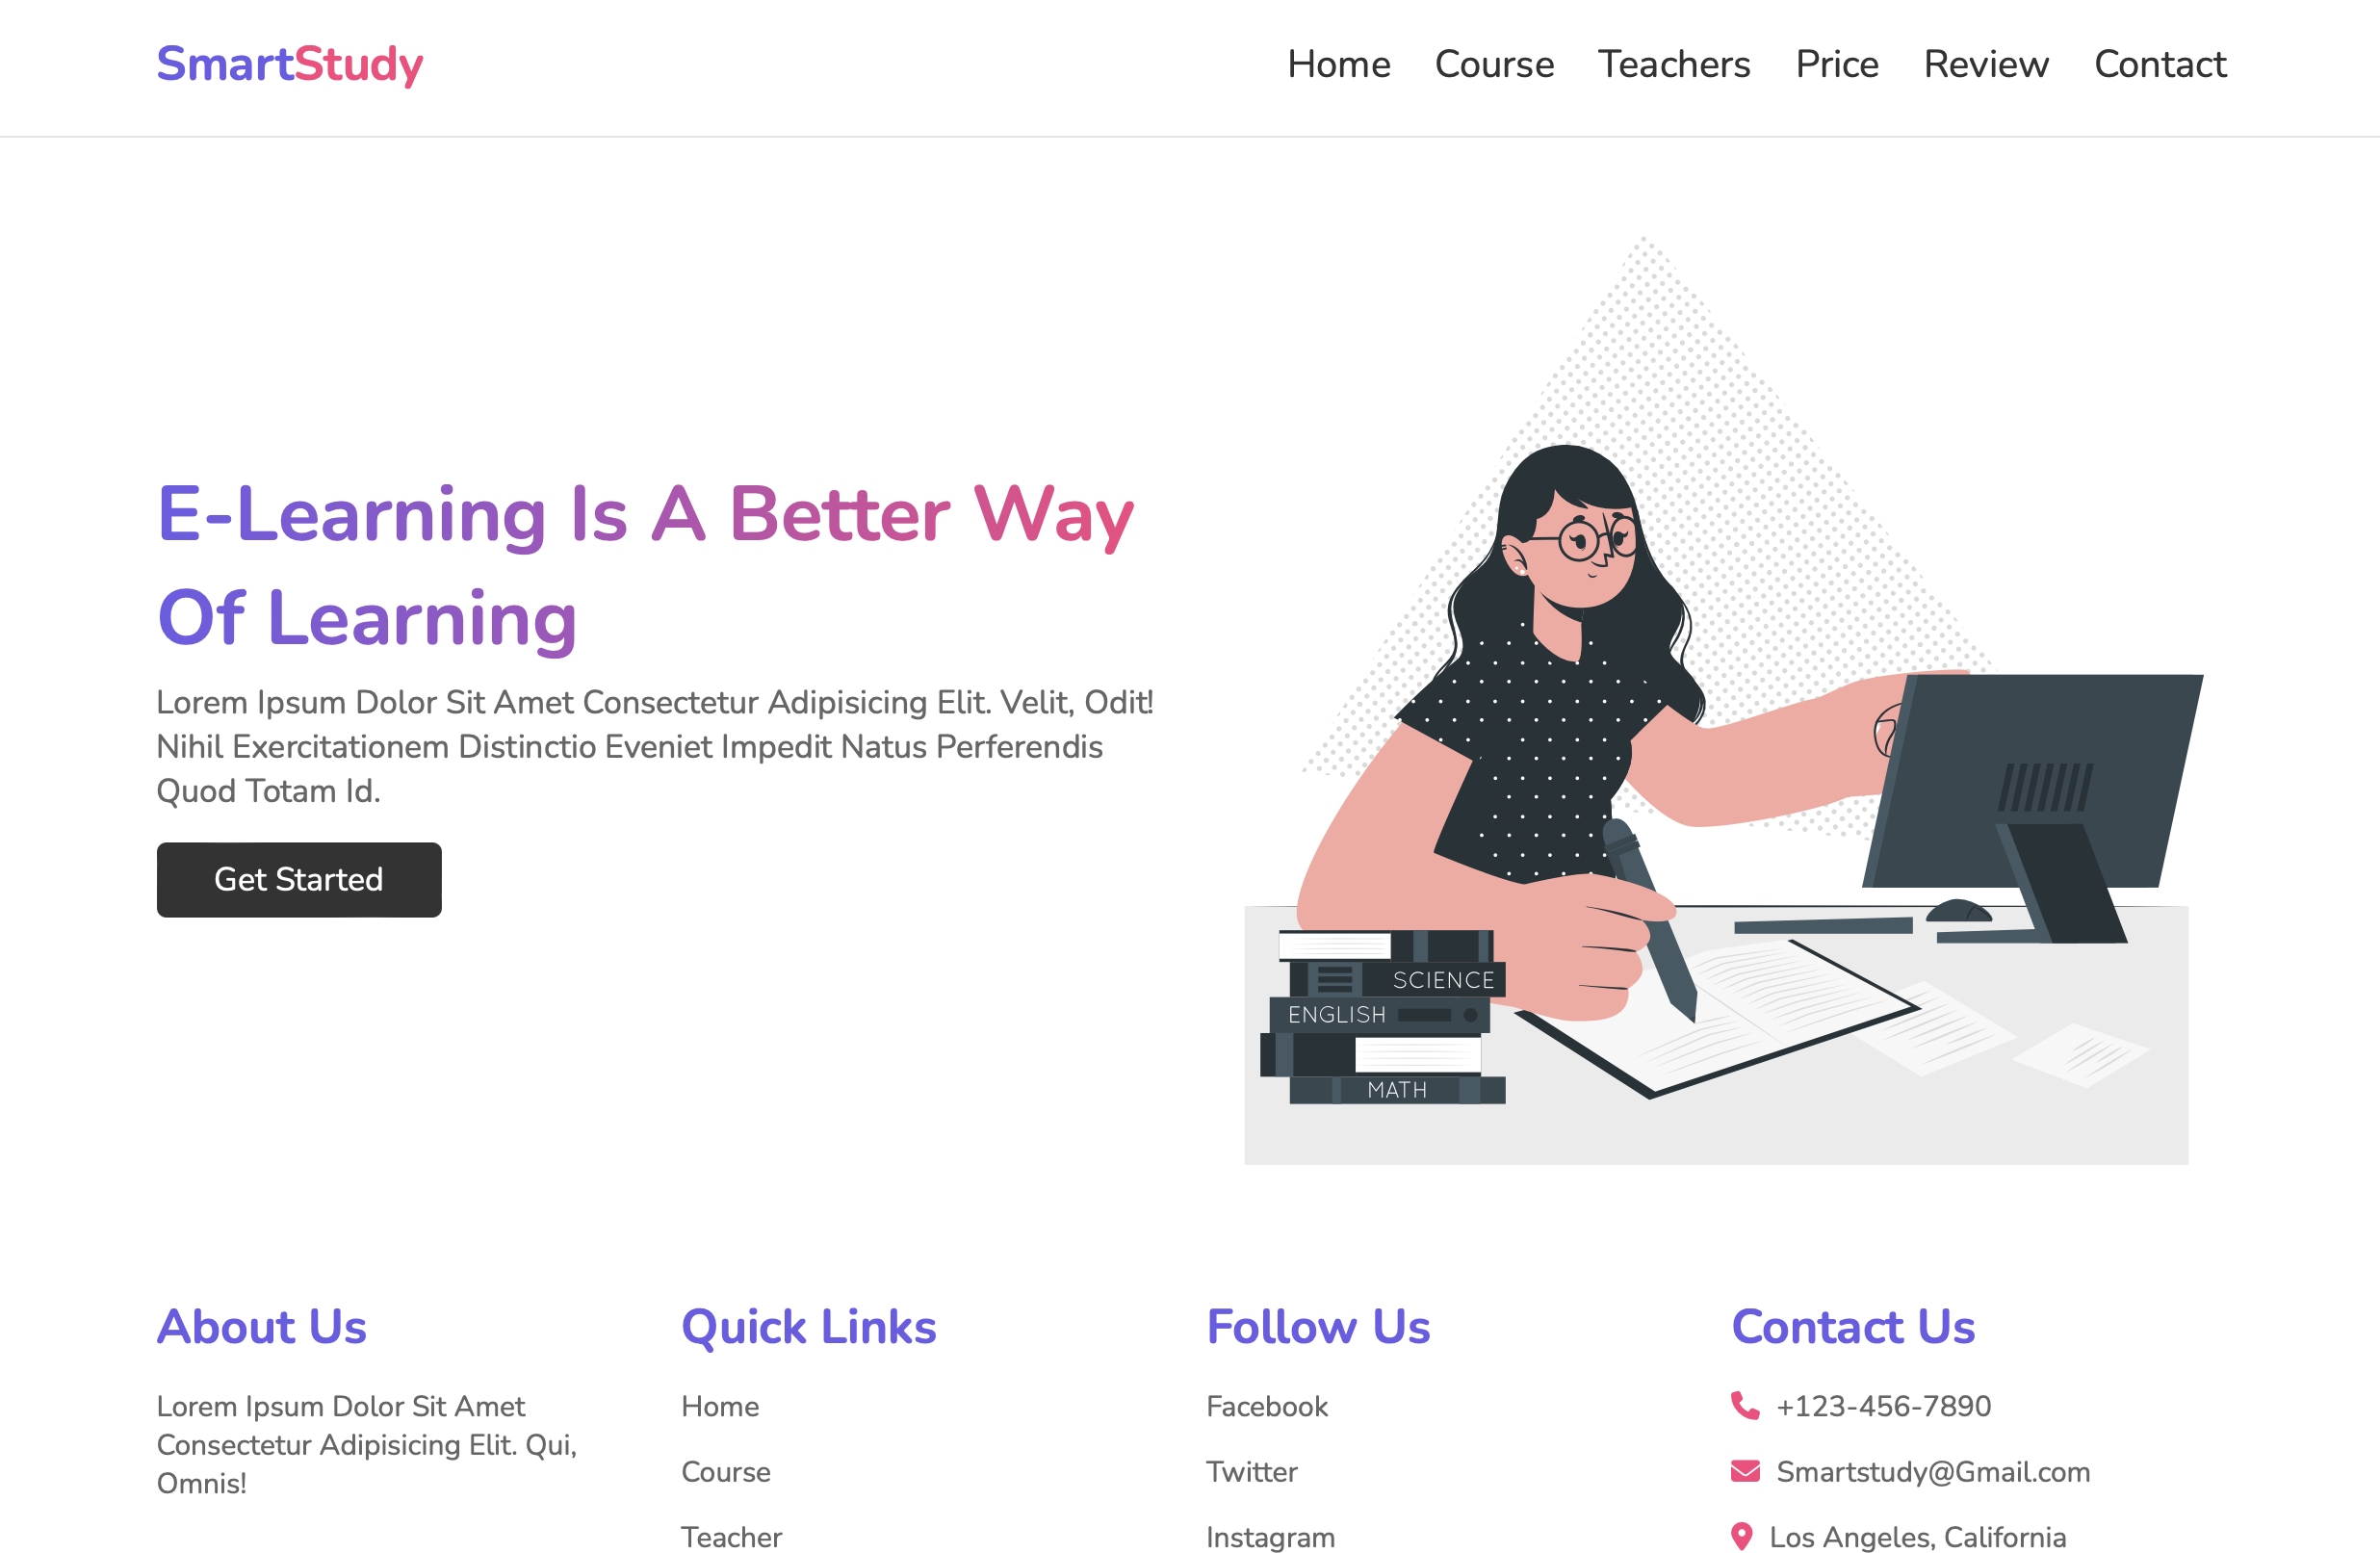 SmartStudy
Home Course Teachers Price Review Contact
E-Learning Is A Better Way
Of Learning
Lorem Ipsum Dolor Sit Amet Consectetur Adipisicing Elit. Velit, Odit!
Nihil Exercitationem Distinctio Eveniet Impedit Natus Perferendis
Quod Totam Id.
Get Started
SCIENCE
ENGLISH
MATH
About Us
Lorem Ipsum Dolor Sit Amet
Consectetur Adipisicing Elit. Qui,
Omnis!
Quick Links
Home
Course
Teacher
Follow Us
Facebook
Twitter
Instagram
Contact Us
+123-456-7890
Smartstudy@Gmail.com
Los Angeles, California